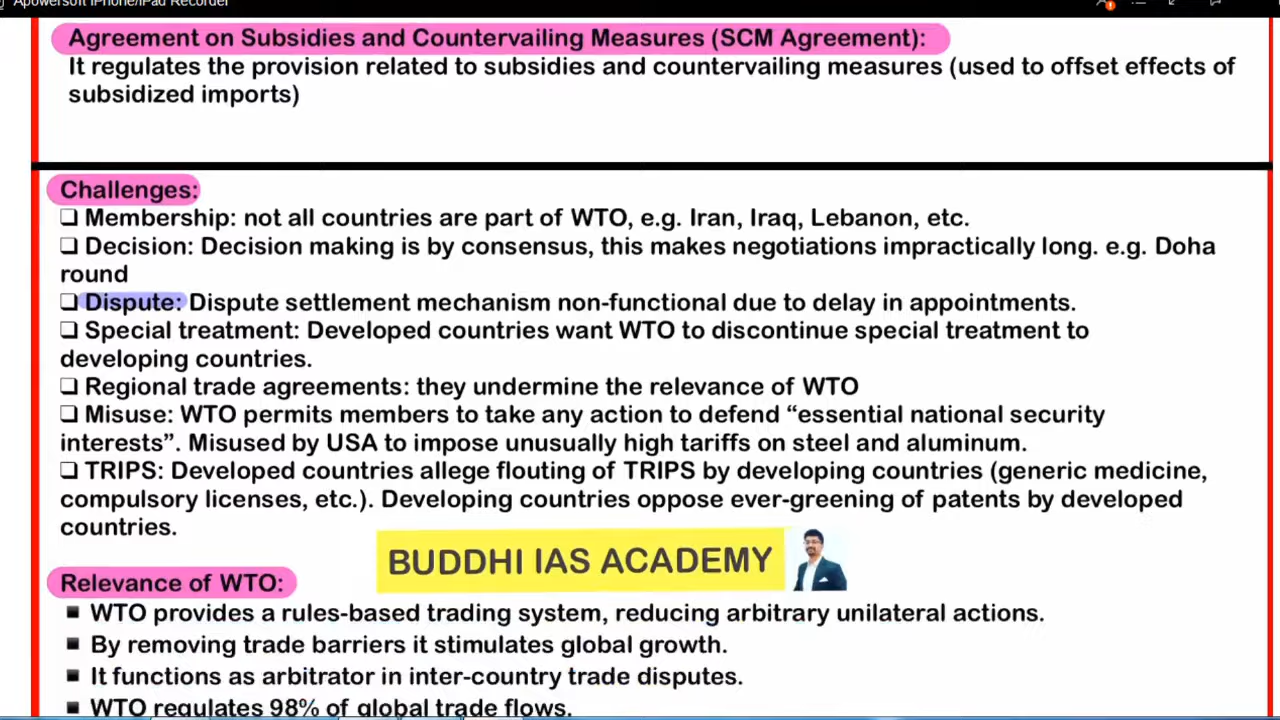 Apowersoft iPhone/iPad Recorder
Agreement on Subsidies and Countervailing Measures (SCM Agreement):
It regulates the provision related to subsidies and countervailing measures (used to offset effects of
subsidized imports)
Challenges:
❑ Membership: not all countries are part of WTO, e.g. Iran, Iraq, Lebanon, etc.
❑ Decision: Decision making is by consensus, this makes negotiations impractically long. e.g. Doha
round
❑ Dispute: Dispute settlement mechanism non-functional due to delay in appointments.
❑ Special treatment: Developed countries want WTO to discontinue special treatment to
developing countries.
❑ Regional trade agreements: they undermine the relevance of WTO
❑ Misuse: WTO permits members to take any action to defend “essential national security
interests”. Misused by USA to impose unusually high tariffs on steel and aluminum.
❑ TRIPS: Developed countries allege flouting of TRIPS by developing countries (generic medicine,
compulsory licenses, etc.). Developing countries oppose ever-greening of patents by developed
countries.
BUDDHI IAS ACADEMY
Relevance of WTO:
▪ WTO provides a rules-based trading system, reducing arbitrary unilateral actions.
▪ By removing trade barriers it stimulates global growth.
▪ It functions as arbitrator in inter-country trade disputes.
▪ WTO regulates 98% of global trade flows.